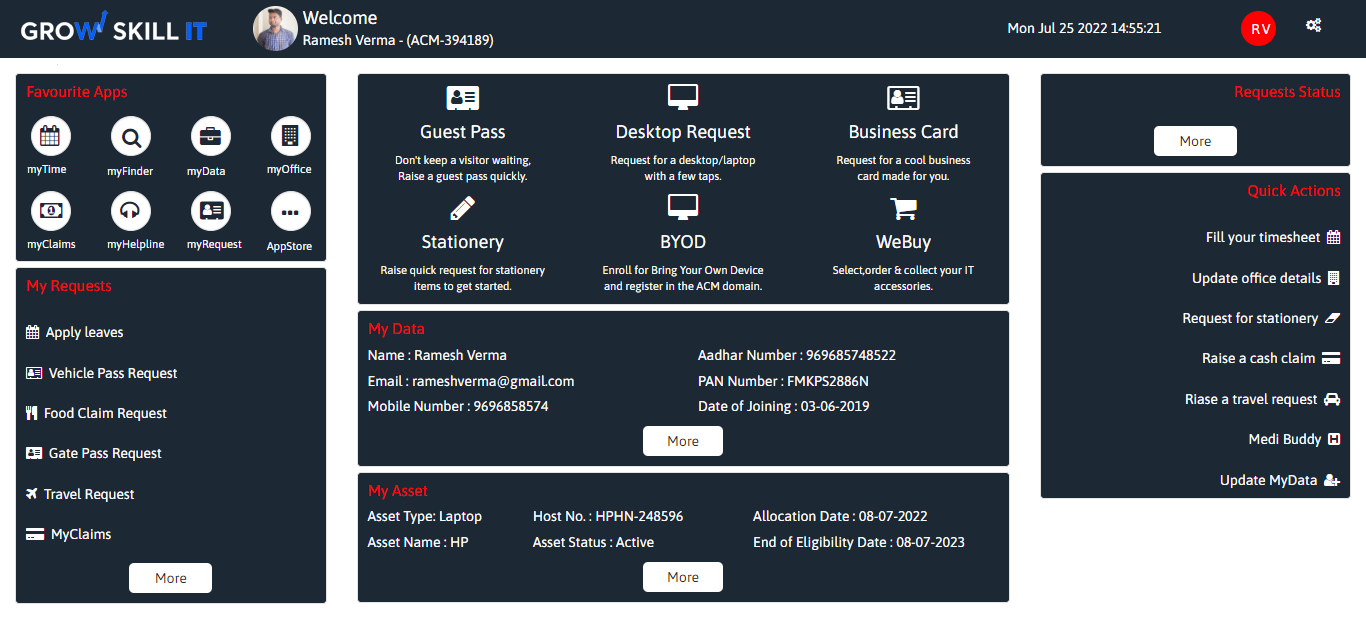 GROW SKILL IT
Welcome
Ramesh Verma - (ACM-394189)
Mon Jul 25 2022 14:55:21
RV
Favourite Apps
myTime
myFinder
myData
myOffice
myClaims
myHelpline
myRequest
AppStore
My Requests
Apply leaves
Vehicle Pass Request
Food Claim Request
Gate Pass Request
Travel Request
MyClaims
More
Guest Pass
Don't keep a visitor waiting,
Raise a guest pass quickly.
Desktop Request
Request for a desktop/laptop
with a few taps.
Business Card
Request for a cool business
card made for you.
Stationery
Raise quick request for stationery
items to get started.
BYOD
Enroll for Bring Your Own Device
and register in the ACM domain.
WeBuy
Select,order & collect your IT
accessories.
My Data
Name : Ramesh Verma
Aadhar Number : 969685748522
Email : rameshverma@gmail.com
PAN Number : FMKPS2886N
Mobile Number : 9696858574
Date of Joining : 03-06-2019
More
My Asset
Asset Type: Laptop
Host No. : HPHN-248596
Allocation Date : 08-07-2022
Asset Name : HP
Asset Status : Active
End of Eligibility Date : 08-07-2023
More
Requests Status
More
Quick Actions
Fill your timesheet
Update office details
Request for stationery
Raise a cash claim
Riase a travel request
Medi Buddy
Update MyData